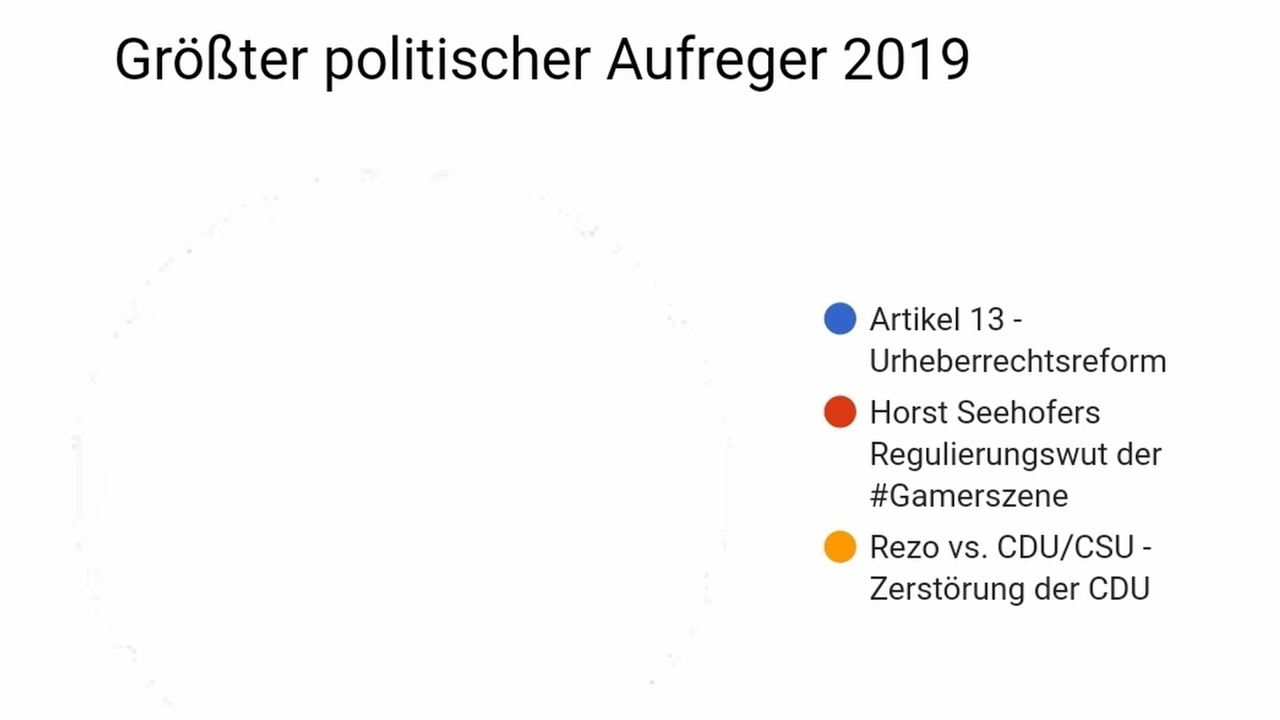 Größter politischer Aufreger 2019
Artikel 13 -
Urheberrechtsreform
Horst Seehofers
Regulierungswut der
#Gamerszene
Rezo vs. CDU/CSU -
Zerstörung der CDU